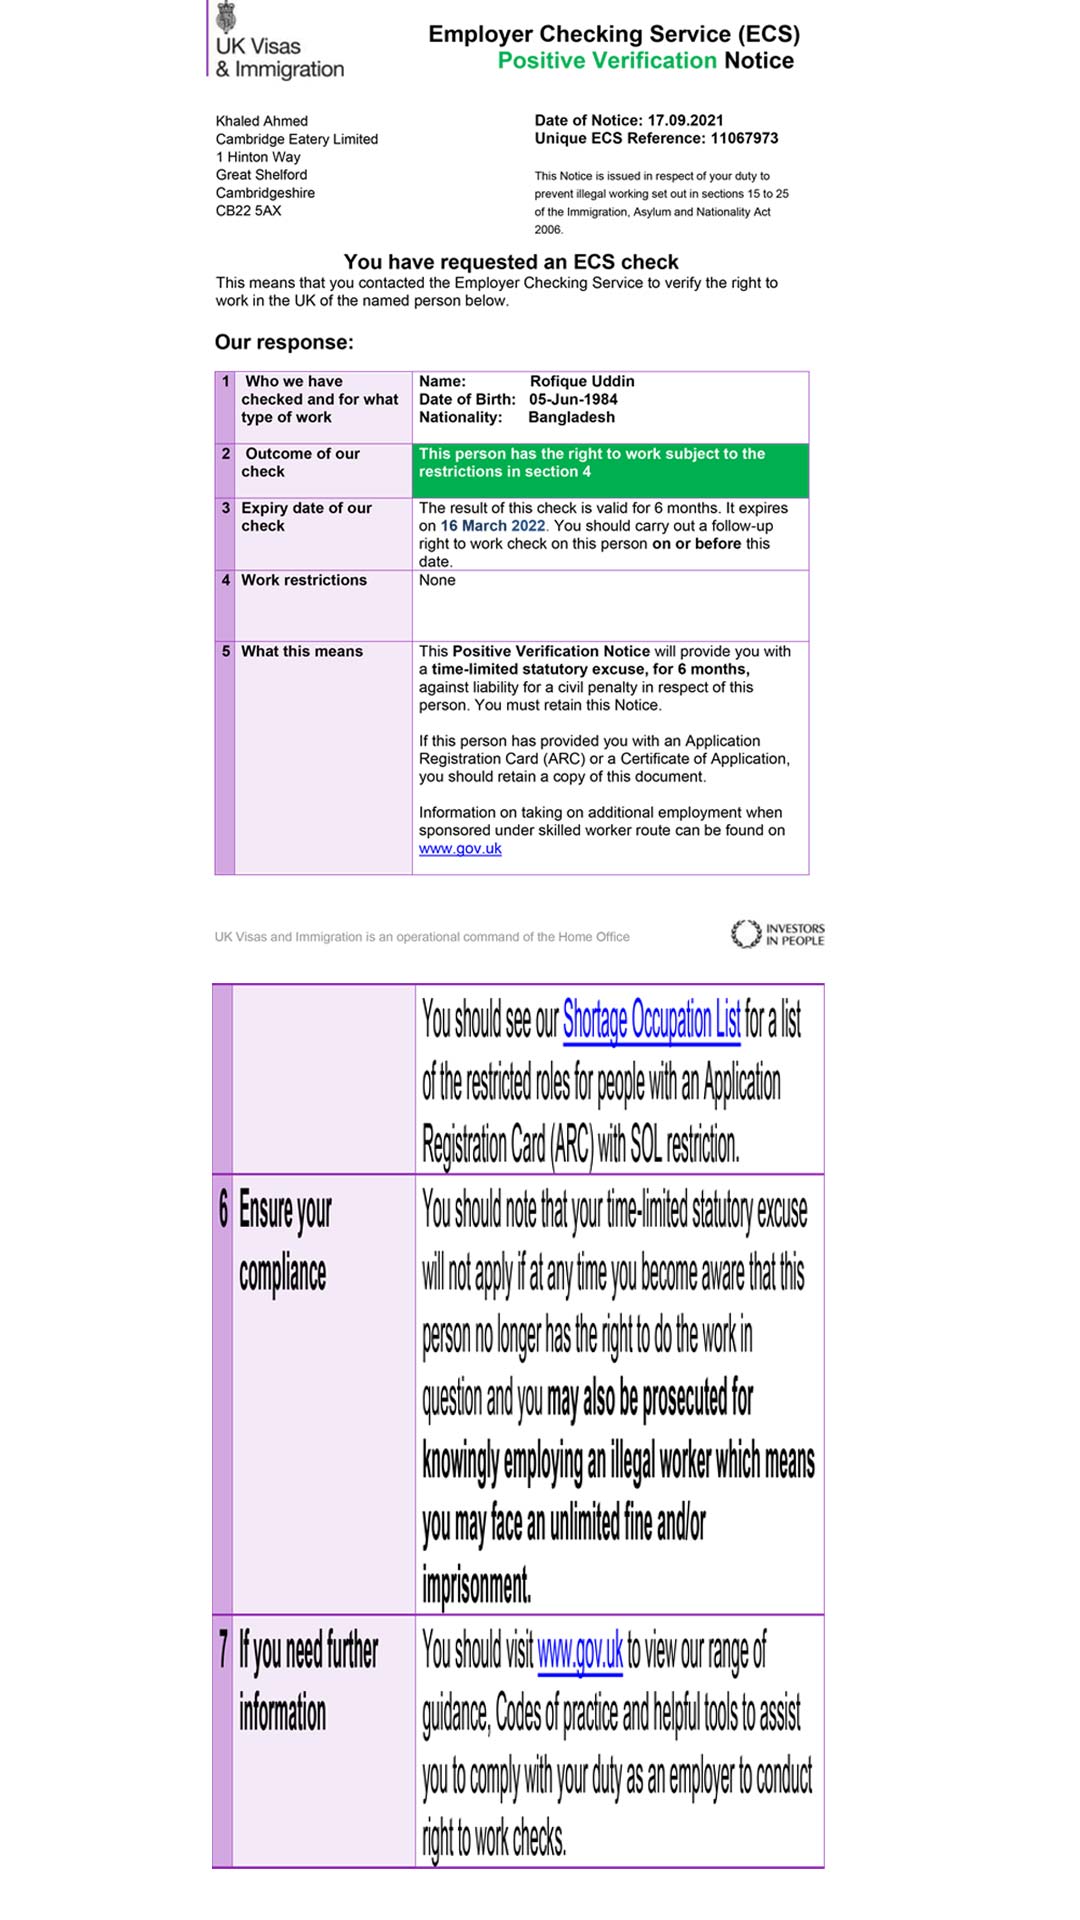 UK Visas
& Immigration
Employer Checking Service (ECS)
Positive Verification Notice
Khaled Ahmed
Cambridge Eatery Limited
1 Hinton Way
Great Shelford
Cambridgeshire
CB22 5AX
Date of Notice: 17.09.2021
Unique ECS Reference: 11067973
This Notice is issued in respect of your duty to
prevent illegal working set out in sections 15 to 25
of the Immigration, Asylum and Nationality Act
2006.
You have requested an ECS check
This means that you contacted the Employer Checking Service to verify the right to
work in the UK of the named person below.
Our response:
1 Who we have
checked and for what
type of work
Name: Rofique Uddin
Date of Birth: 05-Jun-1984
Nationality: Bangladesh
2 Outcome of our
check
This person has the right to work subject to the
restrictions in section 4
3 Expiry date of our
check
The result of this check is valid for 6 months. It expires
on 16 March 2022. You should carry out a follow-up
right to work check on this person on or before this
date.
4 Work restrictions
None
5 What this means
This Positive Verification Notice will provide you with
a time-limited statutory excuse, for 6 months,
against liability for a civil penalty in respect of this
person. You must retain this Notice.
If this person has provided you with an Application
Registration Card (ARC) or a Certificate of Application,
you should retain a copy of this document.
Information on taking on additional employment when
sponsored under skilled worker route can be found on
www.gov.uk
UK Visas and Immigration is an operational command of the Home Office
INVESTORS
IN PEOPLE
You should see our Shortage Occupation List for a list
of the restricted roles for people with an Application
Registration Card (ARC) with SOL restriction.
6 Ensure your
compliance
You should note that your time-limited statutory excuse
will not apply if at any time you become aware that this
person no longer has the right to do the work in
question and you may also be prosecuted for
knowingly employing an illegal worker which means
you may face an unlimited fine and/or
imprisonment.
7 If you need further
information
You should visit www.gov.uk to view our range of
guidance, Codes of practice and helpful tools to assist
you to comply with your duty as an employer to conduct
right to work checks.